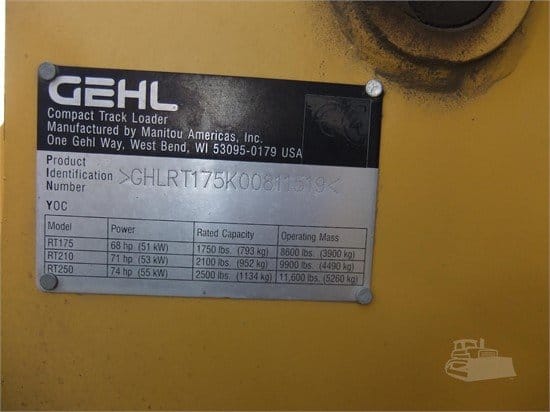 GEHL
Compact Track Loader
Manufactured by Manitou Americas, Inc.
One Gehl Way, West Bend, WI 53095-0179 USA
Product
Identification
Number
>GHLRT175K00811519<
YOC
Model Power Rated Capacity Operating Mass
RT175 68 hp (51 kW) 1750 lbs. (793 kg) 8600 lbs. (3900 kg)
RT210 71 hp (53 kW) 2100 lbs. (952 kg) 9900 lbs. (4490 kg)
RT250 74 hp (55 kW) 2500 lbs. (1134 kg) 11,600 lbs. (5260 kg)